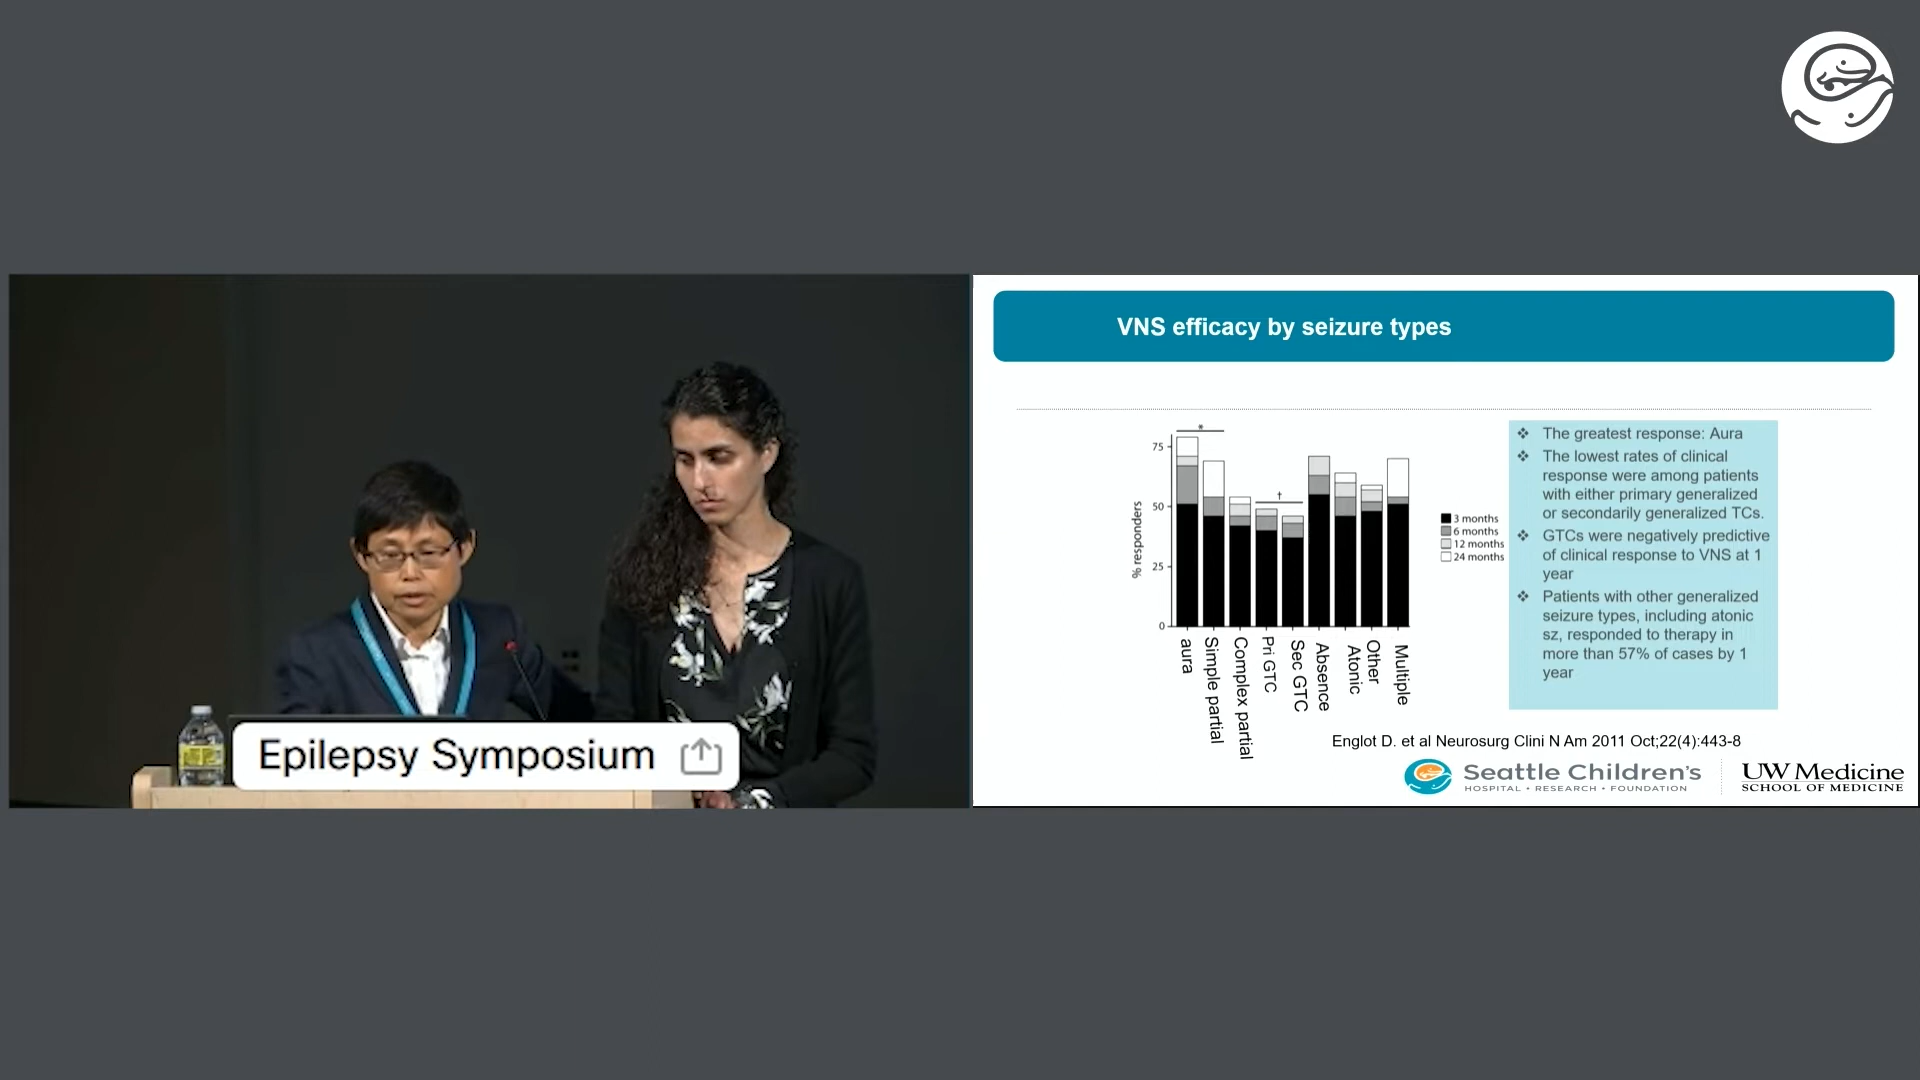 Epilepsy Symposium
VNS efficacy by seizure types
*
†
75
50
25
0
% responders
aura
Simple partial
Complex partial
Pri GTC
Sec GTC
Absence
Atonic
Other
Multiple
3 months
6 months
12 months
24 months
❖ The greatest response: Aura
❖ The lowest rates of clinical
response were among patients
with either primary generalized
or secondarily generalized TCs.
❖ GTCs were negatively predictive
of clinical response to VNS at 1
year
❖ Patients with other generalized
seizure types, including atonic
sz, responded to therapy in
more than 57% of cases by 1
year
Englot D. et al Neurosurg Clini N Am 2011 Oct;22(4):443-8
Seattle Children's
HOSPITAL • RESEARCH • FOUNDATION
UW Medicine
SCHOOL OF MEDICINE